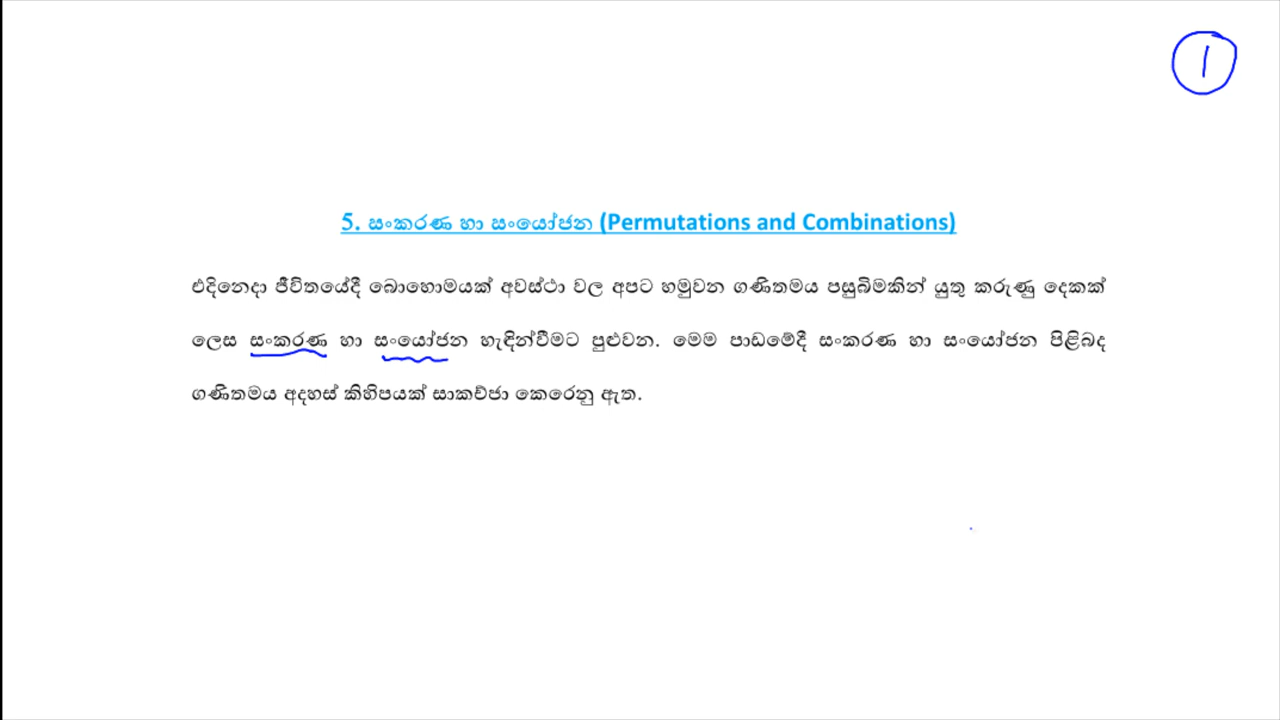 1
5. සංකරණ හා සංයෝජන (Permutations and Combinations)
එදිනෙදා ජීවිතයේදී බොහොමයක් අවස්ථා වල අපට හමුවන ගණිතමය පසුබිමකින් යුතු කරුණු දෙකක්
ලෙස සංකරණ හා සංයෝජන හැඳින්වීමට පුළුවන. මෙම පාඩමේදී සංකරණ හා සංයෝජන පිළිබද
ගණිතමය අදහස් කිහිපයක් සාකච්ජා කෙරෙනු ඇත.